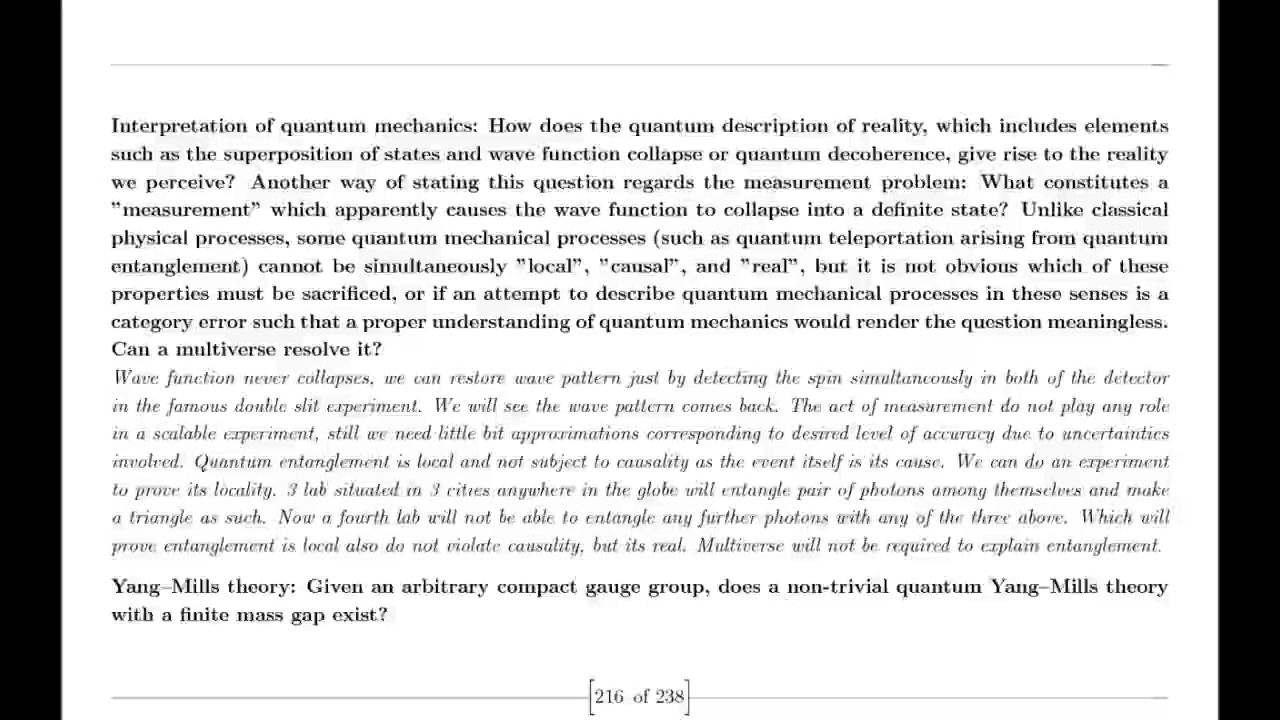 Interpretation of quantum mechanics: How does the quantum description of reality, which includes elements
such as the superposition of states and wave function collapse or quantum decoherence, give rise to the reality
we perceive? Another way of stating this question regards the measurement problem: What constitutes a
”measurement” which apparently causes the wave function to collapse into a definite state? Unlike classical
physical processes, some quantum mechanical processes (such as quantum teleportation arising from quantum
entanglement) cannot be simultaneously ”local”, ”causal”, and ”real”, but it is not obvious which of these
properties must be sacrificed, or if an attempt to describe quantum mechanical processes in these senses is a
category error such that a proper understanding of quantum mechanics would render the question meaningless.
Can a multiverse resolve it?
Wave function never collapses, we can restore wave pattern just by detecting the spin simultaneously in both of the detector
in the famous double slit experiment. We will see the wave pattern comes back. The act of measurement do not play any role
in a scalable experiment, still we need little bit approximations corresponding to desired level of accuracy due to uncertainties
involved. Quantum entanglement is local and not subject to causality as the event itself is its cause. We can do an experiment
to prove its locality. 3 lab situated in 3 cities anywhere in the globe will entangle pair of photons among themselves and make
a triangle as such. Now a fourth lab will not be able to entangle any further photons with any of the three above. Which will
prove entanglement is local also do not violate causality, but its real. Multiverse will not be required to explain entanglement.
Yang–Mills theory: Given an arbitrary compact gauge group, does a non-trivial quantum Yang–Mills theory
with a finite mass gap exist?
216 of 238